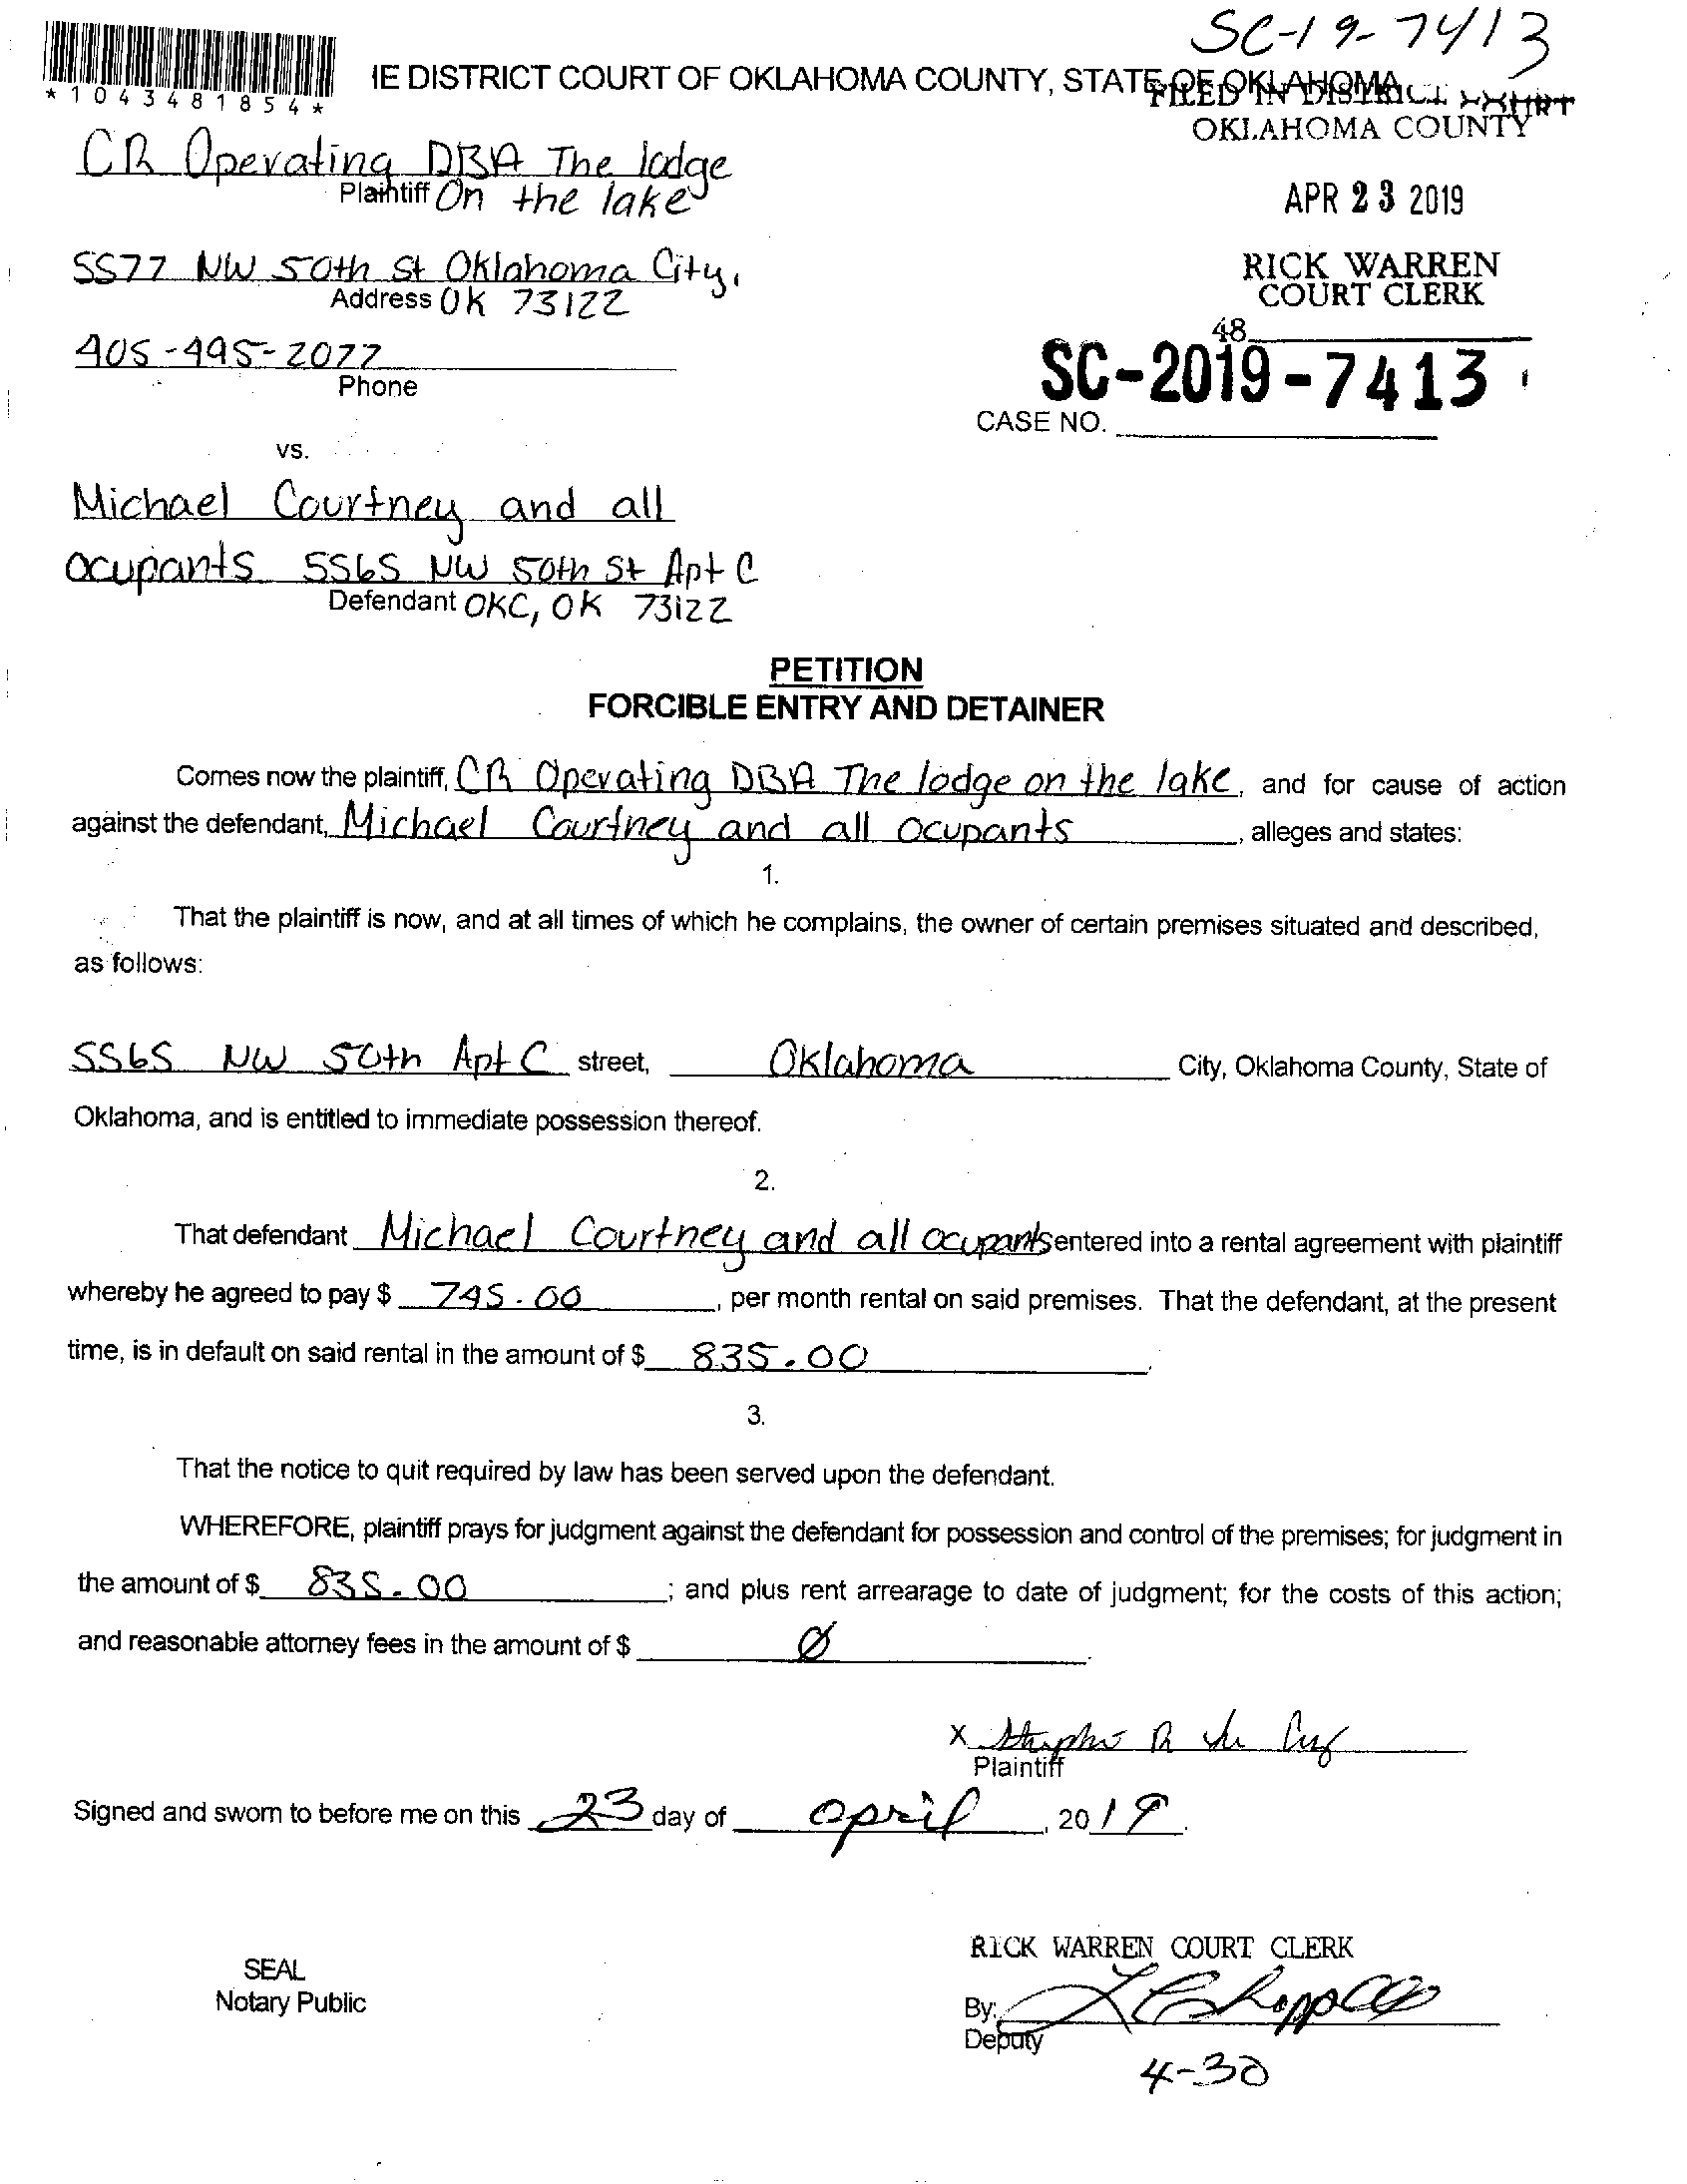 SC-19-7413
*1043481854*
IE DISTRICT COURT OF OKLAHOMA COUNTY, STATE OF OKLAHOMA
FILED IN DISTRICT COURT
OKLAHOMA COUNTY
CR Operating DBA The lodge
Plaintiff On the lake
APR 23 2019
5577 NW 50th St Oklahoma City,
Address OK 73122
RICK WARREN
COURT CLERK
405-495-2077
Phone
48
SC-2019-7413
CASE NO.
vs.
Michael Courtney and all
ocupants 5565 NW 50th St Apt C
Defendant OKC, OK 73122
PETITION
FORCIBLE ENTRY AND DETAINER
Comes now the plaintiff, CR Operating DBA The lodge on the lake, and for cause of action
against the defendant, Michael Courtney and all ocupants, alleges and states:
1.
That the plaintiff is now, and at all times of which he complains, the owner of certain premises situated and described,
as follows:
5565 NW 50th Apt C street, Oklahoma City, Oklahoma County, State of
Oklahoma, and is entitled to immediate possession thereof.
2.
That defendant Michael Courtney and all ocupants entered into a rental agreement with plaintiff
whereby he agreed to pay $ 745.00, per month rental on said premises. That the defendant, at the present
time, is in default on said rental in the amount of $ 835.00.
3.
That the notice to quit required by law has been served upon the defendant.
WHEREFORE, plaintiff prays for judgment against the defendant for possession and control of the premises; for judgment in
the amount of $ 835.00; and plus rent arrearage to date of judgment; for the costs of this action;
and reasonable attorney fees in the amount of $ Ø.
X
Plaintiff
Signed and sworn to before me on this 23 day of april, 2019.
RICK WARREN COURT CLERK
SEAL
Notary Public
By:
Deputy
4-30